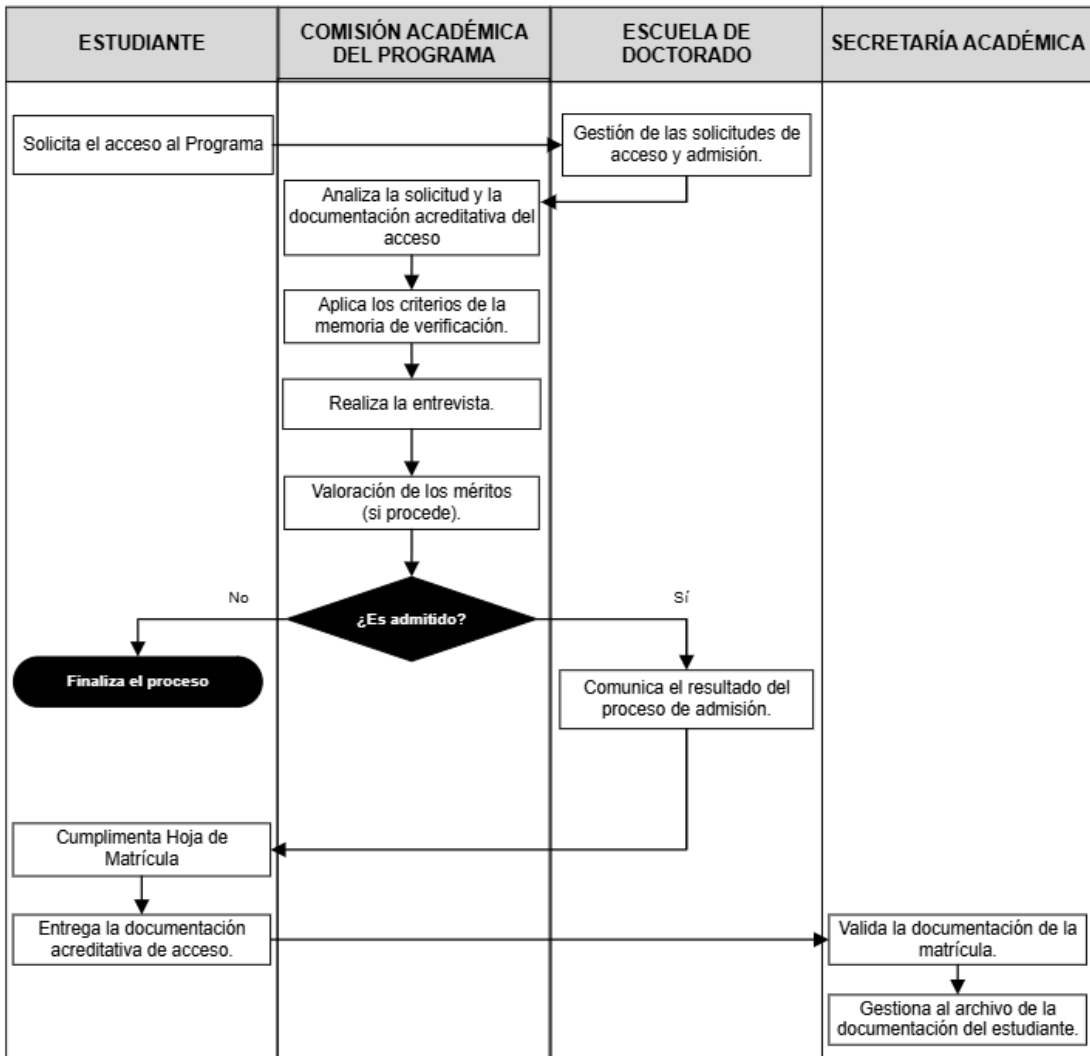 ESTUDIANTE
COMISIÓN ACADÉMICA
DEL PROGRAMA
ESCUELA DE
DOCTORADO
SECRETARÍA ACADÉMICA
Solicita el acceso al Programa
Gestión de las solicitudes de
acceso y admisión.
Analiza la solicitud y la
documentación acreditativa del
acceso
Aplica los criterios de la
memoria de verificación.
Realiza la entrevista.
Valoración de los méritos
(si procede).
¿Es admitido?
No
Sí
Finaliza el proceso
Comunica el resultado del
proceso de admisión.
Cumplimenta Hoja de
Matrícula
Entrega la documentación
acreditativa de acceso.
Valida la documentación de la
matrícula.
Gestiona al archivo de la
documentación del estudiante.